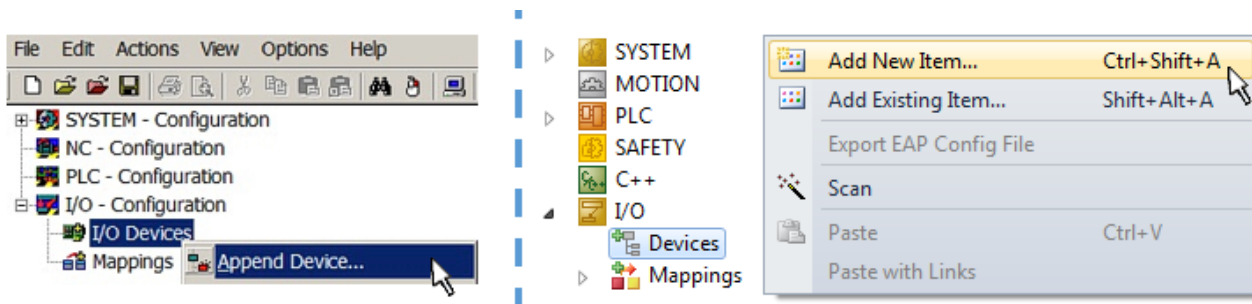 File Edit Actions View Options Help
SYSTEM - Configuration
NC - Configuration
PLC - Configuration
I/O - Configuration
I/O Devices
Mappings
Append Device...
SYSTEM
MOTION
PLC
SAFETY
C++
I/O
Devices
Mappings
Add New Item... Ctrl+Shift+A
Add Existing Item... Shift+Alt+A
Export EAP Config File
Scan
Paste Ctrl+V
Paste with Links